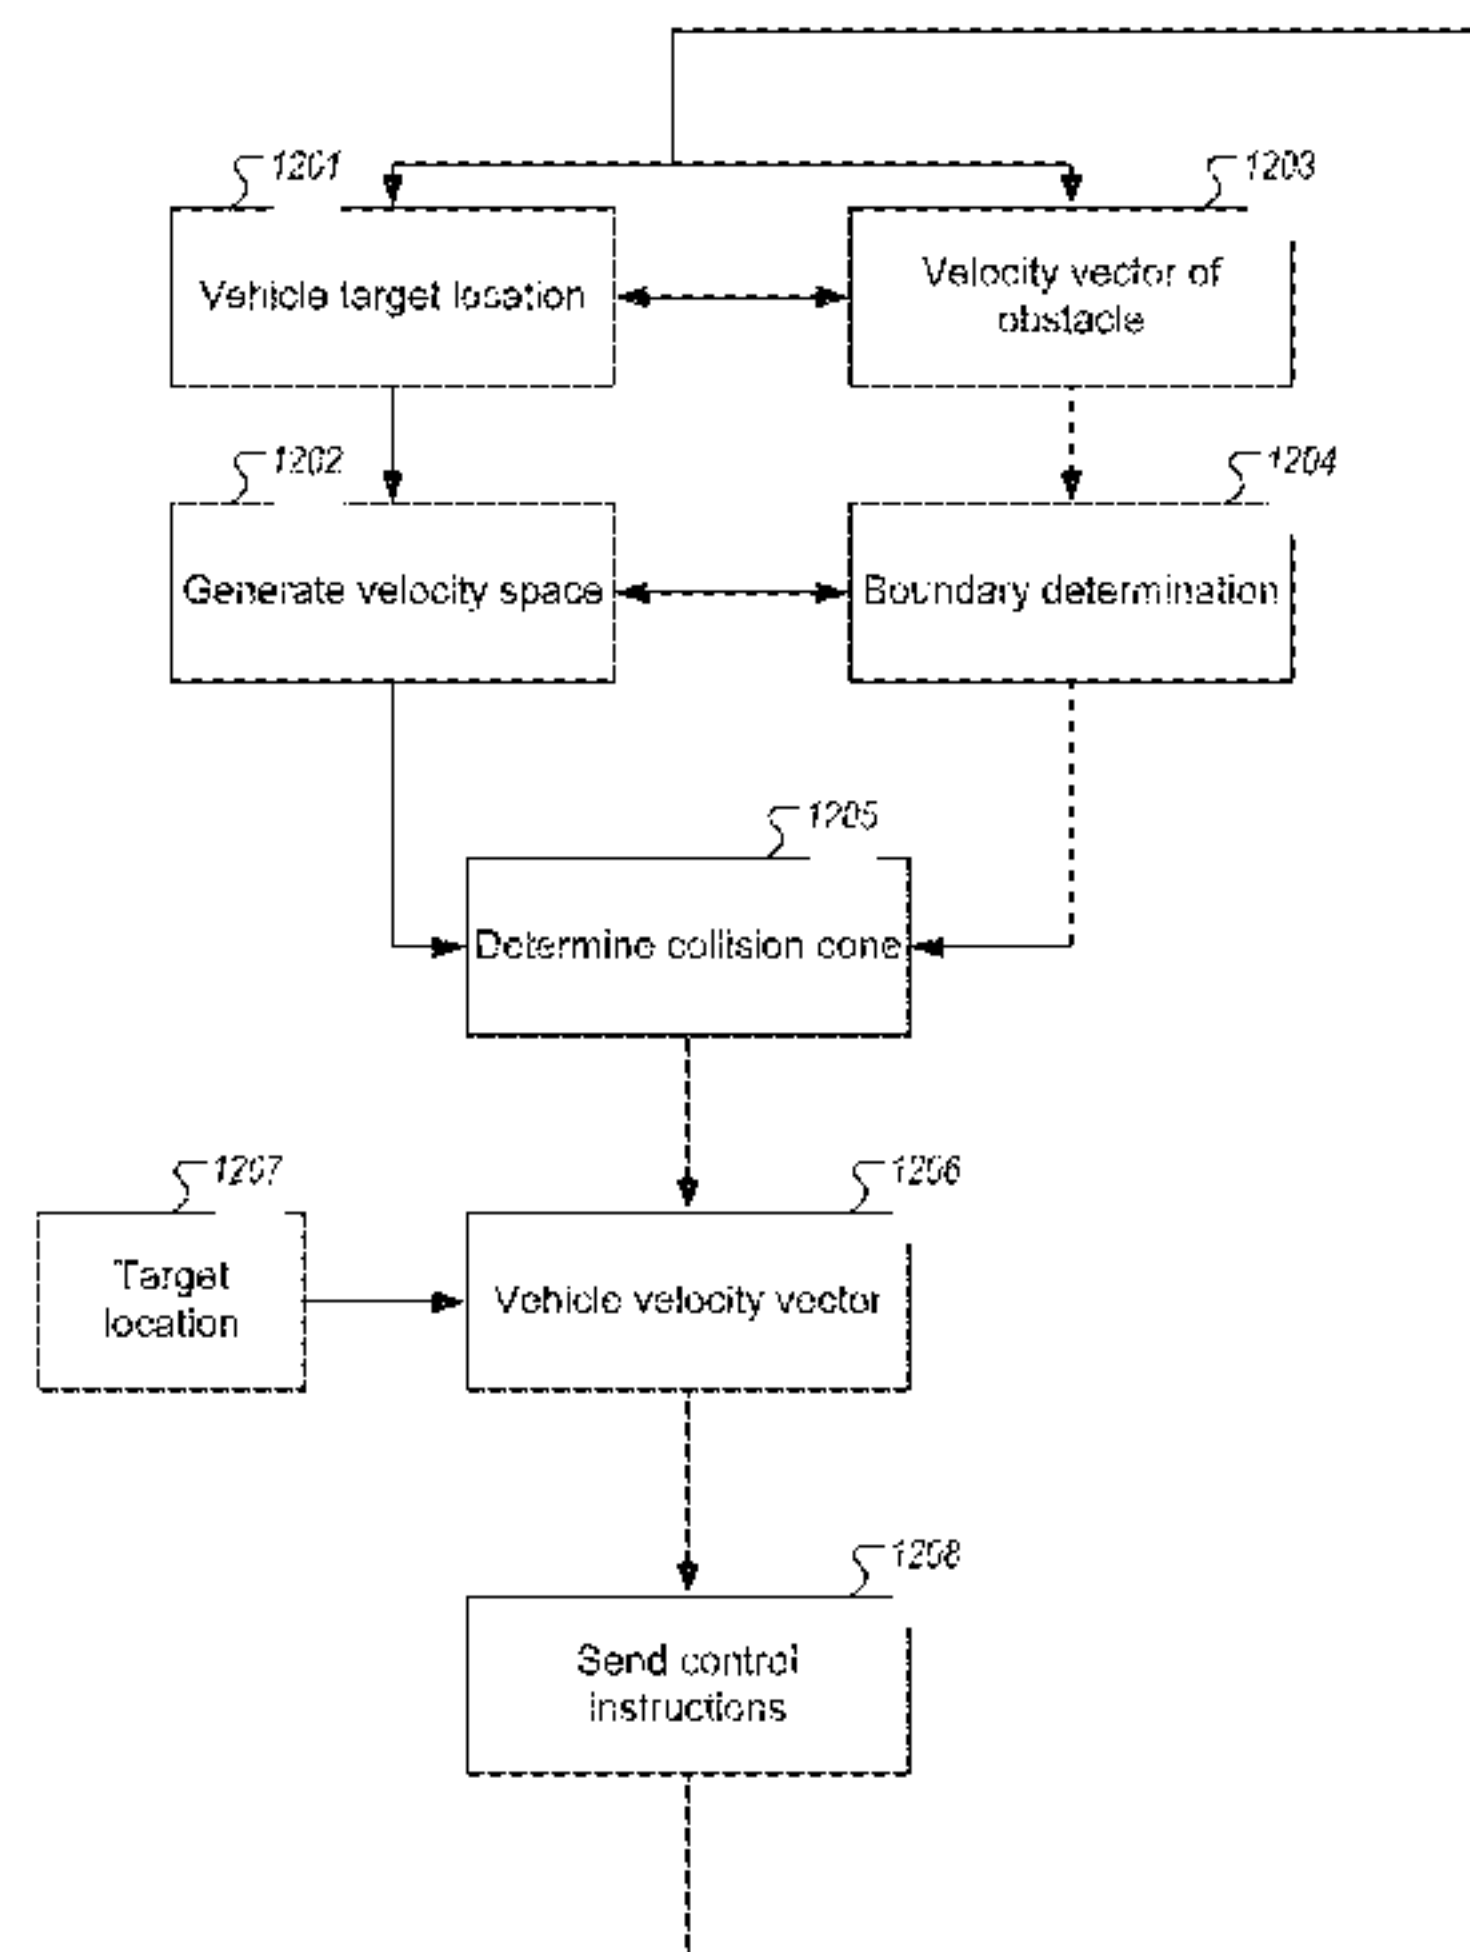 1201
1203
Vehicle target location
Velocity vector of
obstacle
1202
1204
Generate velocity space
Boundary determination
1205
Determine collision cone
1207
1206
Target
location
Vehicle velocity vector
1208
Send control
instructions